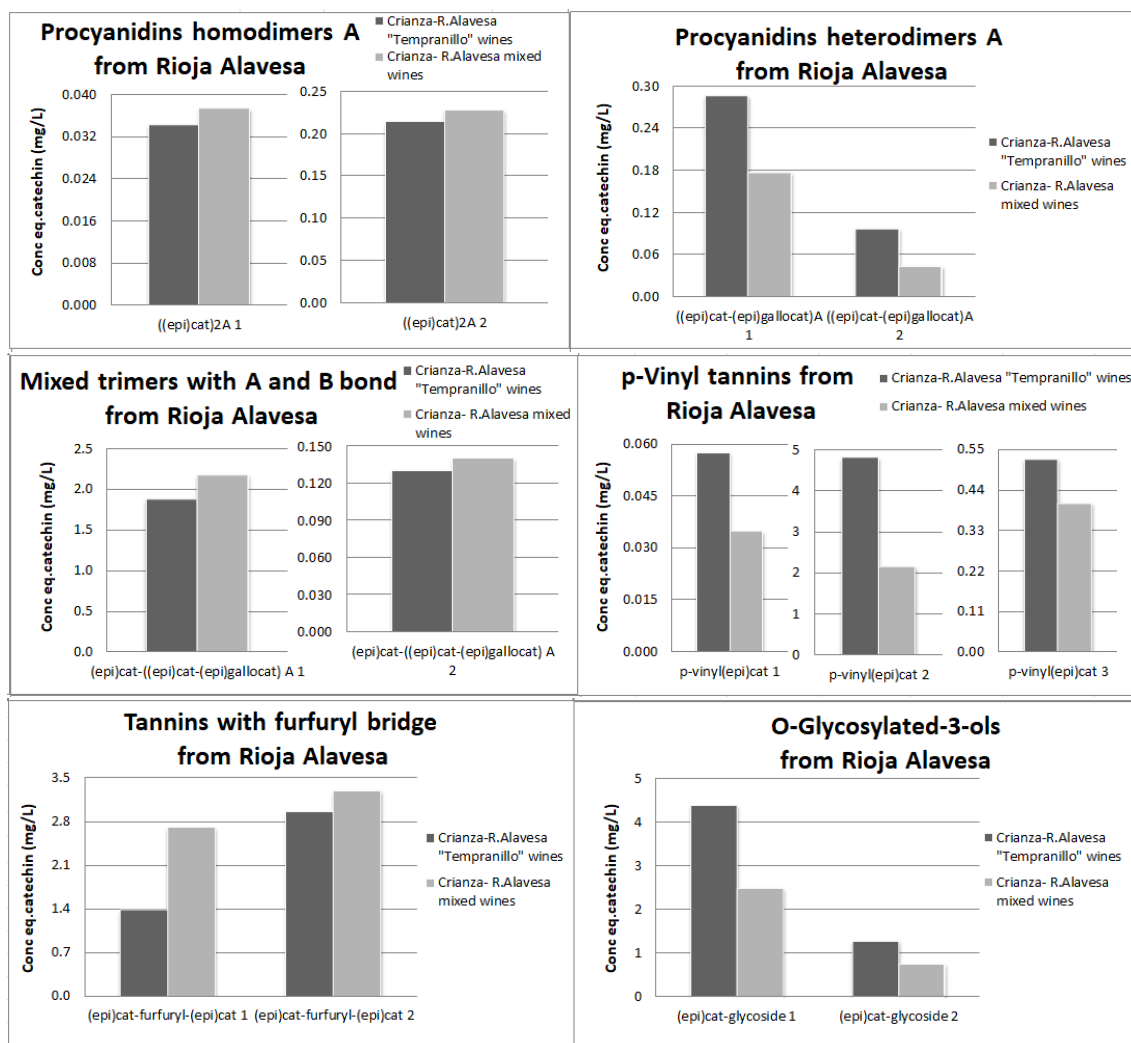 Procyanidins homodimers A
from Rioja Alavesa
Crianza-R.Alavesa
"Tempranillo" wines
Crianza- R.Alavesa mixed
wines
Conc eq.catechin (mg/L)
0.040
0.032
0.024
0.016
0.008
0.000
((epi)cat)2A 1
0.25
0.20
0.15
0.10
0.05
0.00
((epi)cat)2A 2
Procyanidins heterodimers A
from Rioja Alavesa
Conc eq.catechin (mg/L)
0.30
0.24
0.18
0.12
0.06
0.00
((epi)cat-(epi)gallocat)A
1
((epi)cat-(epi)gallocat)A
2
Crianza-R.Alavesa
"Tempranillo" wines
Crianza- R.Alavesa
mixed wines
Mixed trimers with A and B bond
from Rioja Alavesa
Crianza-R.Alavesa
"Tempranillo" wines
Crianza- R.Alavesa mixed
wines
Conc eq.catechin (mg/L)
2.5
2.0
1.5
1.0
0.5
0.0
(epi)cat-((epi)cat-(epi)gallocat) A 1
0.150
0.120
0.090
0.060
0.030
0.000
(epi)cat-((epi)cat-(epi)gallocat) A
2
p-Vinyl tannins from
Rioja Alavesa
Crianza-R.Alavesa "Tempranillo" wines
Crianza- R.Alavesa mixed wines
Conc eq.catechin (mg/L)
0.060
0.045
0.030
0.015
0.000
p-vinyl(epi)cat 1
5
4
3
2
1
0
p-vinyl(epi)cat 2
0.55
0.44
0.33
0.22
0.11
0.00
p-vinyl(epi)cat 3
Tannins with furfuryl bridge
from Rioja Alavesa
Conc eq.catechin (mg/L)
3.5
2.8
2.1
1.4
0.7
0.0
(epi)cat-furfuryl-(epi)cat 1
(epi)cat-furfuryl-(epi)cat 2
Crianza-R.Alavesa
"Tempranillo" wines
Crianza- R.Alavesa
mixed wines
O-Glycosylated-3-ols
from Rioja Alavesa
Conc eq.catechin (mg/L)
5
4
3
2
1
0
(epi)cat-glycoside 1
(epi)cat-glycoside 2
Crianza-R.Alavesa
"Tempranillo" wines
Crianza- R.Alavesa
mixed wines